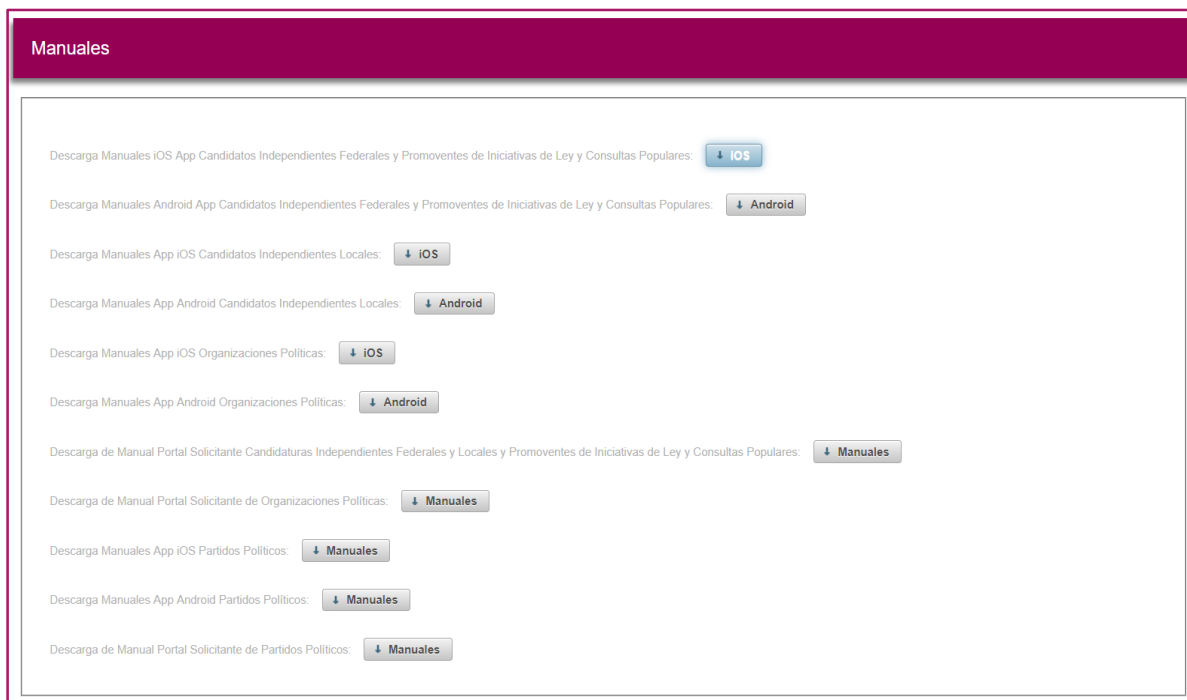 Manuales
Descarga Manuales iOS App Candidatos Independientes Federales y Promoventes de Iniciativas de Ley y Consultas Populares: iOS
Descarga Manuales Android App Candidatos Independientes Federales y Promoventes de Iniciativas de Ley y Consultas Populares: Android
Descarga Manuales App iOS Candidatos Independientes Locales: iOS
Descarga Manuales App Android Candidatos Independientes Locales: Android
Descarga Manuales App iOS Organizaciones Políticas: iOS
Descarga Manuales App Android Organizaciones Políticas: Android
Descarga de Manual Portal Solicitante Candidaturas Independientes Federales y Locales y Promoventes de Iniciativas de Ley y Consultas Populares: Manuales
Descarga de Manual Portal Solicitante de Organizaciones Políticas: Manuales
Descarga Manuales App iOS Partidos Políticos: Manuales
Descarga Manuales App Android Partidos Políticos: Manuales
Descarga de Manual Portal Solicitante de Partidos Políticos: Manuales